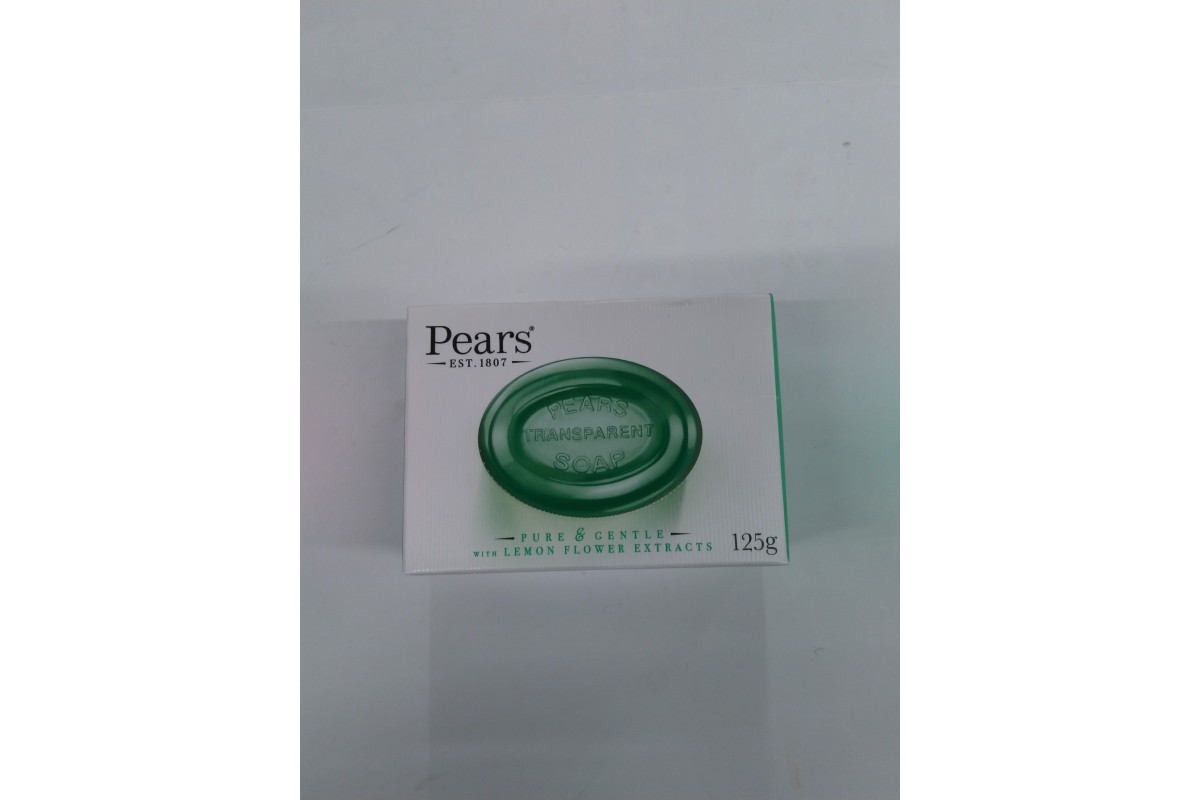 Pears®
EST. 1807
PEARS
TRANSPARENT
SOAP
PURE & GENTLE
WITH LEMON FLOWER EXTRACTS
125g